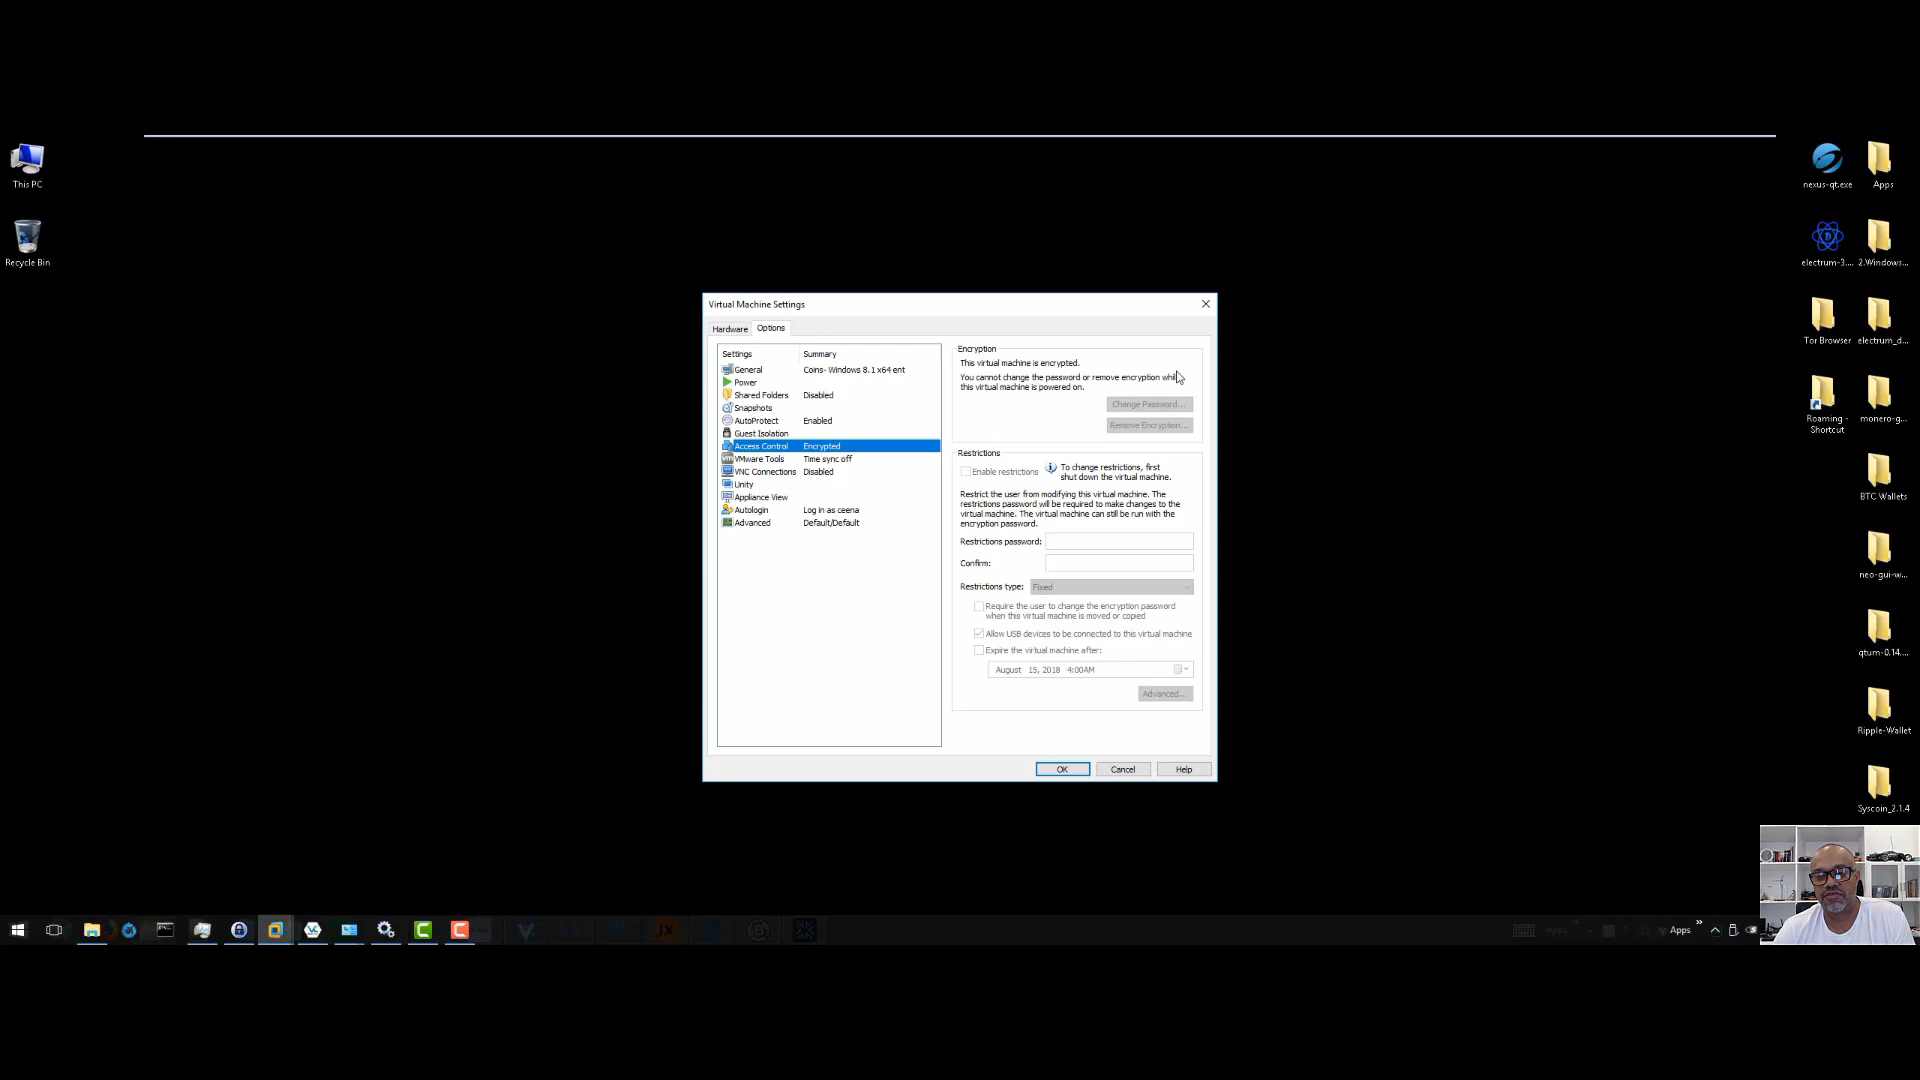 This PC
Recycle Bin
nexus-qt.exe
Apps
electrum-3....
2.Windows...
Tor Browser
electrum_d...
Roaming -
Shortcut
monero-g...
BTC Wallets
neo-gui-w...
qtum-0.14....
Ripple-Wallet
Syscoin_2.1.4
Virtual Machine Settings
Hardware
Options
Settings
Summary
General
Coins- Windows 8.1 x64 ent
Power
Shared Folders
Disabled
Snapshots
AutoProtect
Enabled
Guest Isolation
Access Control
Encrypted
VMware Tools
Time sync off
VNC Connections
Disabled
Unity
Appliance View
Autologin
Log in as ceena
Advanced
Default/Default
Encryption
This virtual machine is encrypted.
You cannot change the password or remove encryption
this virtual machine is powered on.
Change Password...
Remove Encryption...
Restrictions
Enable restrictions
To change restrictions, first
shut down the virtual machine.
Restrict the user from modifying this virtual machine. The
restrictions password will be required to make changes to the
virtual machine. The virtual machine can still be run with the
encryption password.
Restrictions password:
Confirm:
Restrictions type:
Fixed
Require the user to change the encryption password
when this virtual machine is moved or copied
Allow USB devices to be connected to this virtual machine
Expire the virtual machine after:
August 15, 2018 4:00AM
Advanced...
OK
Cancel
Help
Apps